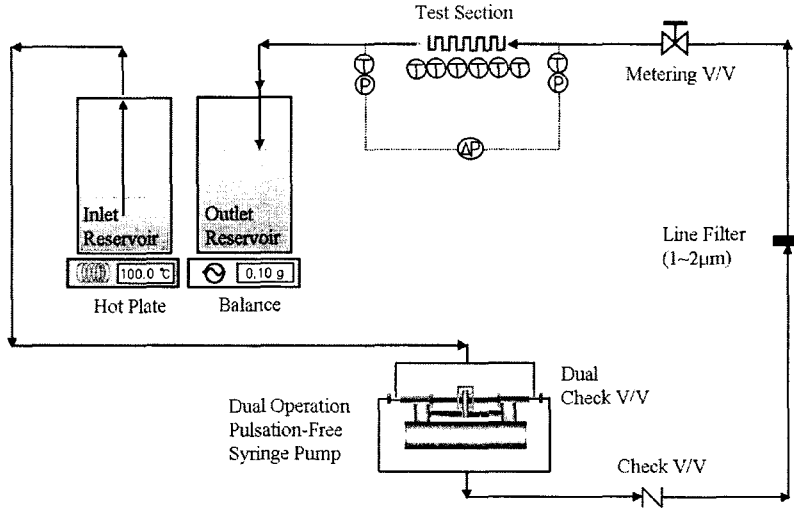 Test Section
Metering V/V
T
P
T T T T T T
T
P
ΔP
Inlet
Reservoir
Outlet
Reservoir
100.0 ℃
0.10 g
Hot Plate
Balance
Line Filter
(1~2μm)
Dual Operation
Pulsation-Free
Syringe Pump
Dual
Check V/V
Check V/V